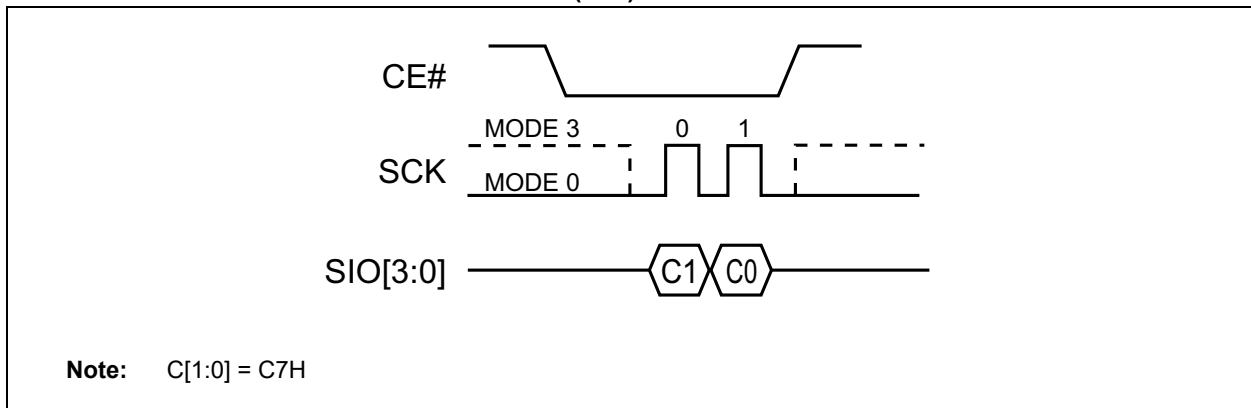 CE#
MODE 3 0 1
SCK
MODE 0
SIO[3:0] C1 C0
Note: C[1:0] = C7H